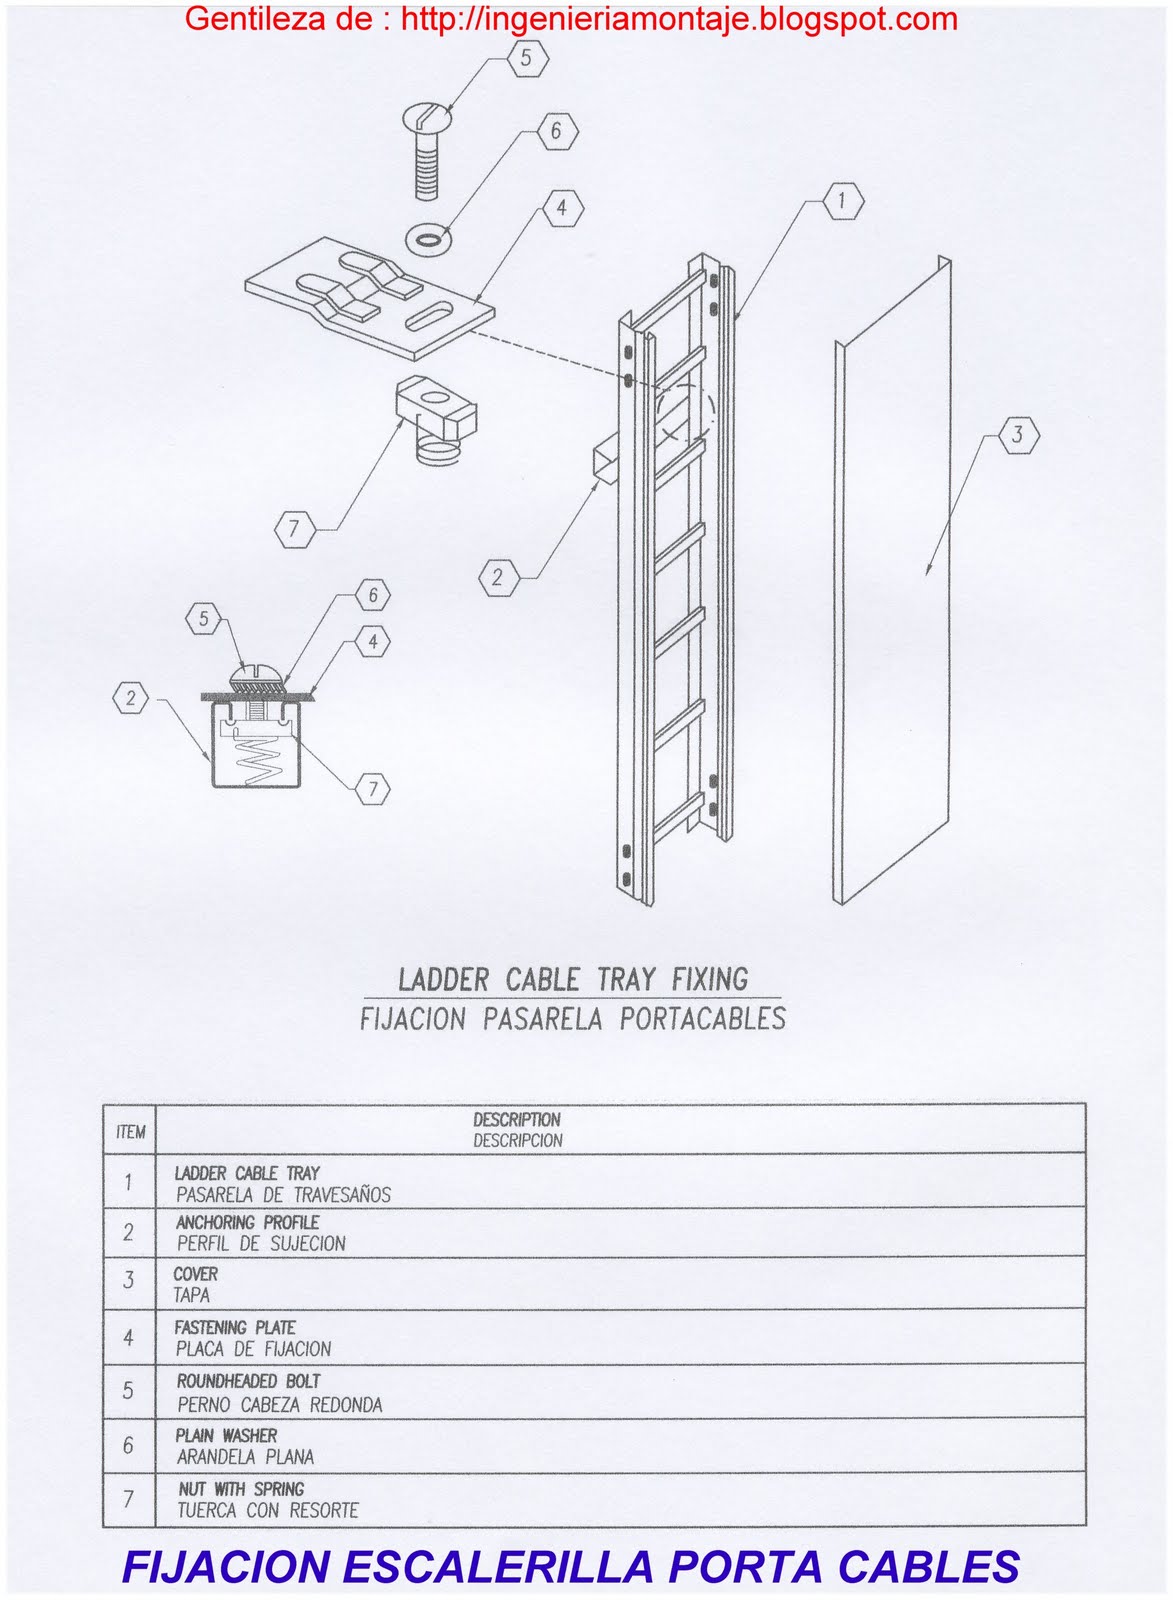 Gentileza de : http://ingenieriamontaje.blogspot.com
5
6
4
1
3
7
2
6
5
4
2
7
LADDER CABLE TRAY FIXING
FIJACION PASARELA PORTACABLES
ITEM
DESCRIPTION
DESCRIPCION
1
LADDER CABLE TRAY
PASARELA DE TRAVESAÑOS
2
ANCHORING PROFILE
PERFIL DE SUJECION
3
COVER
TAPA
4
FASTENING PLATE
PLACA DE FIJACION
5
ROUNDHEADED BOLT
PERNO CABEZA REDONDA
6
PLAIN WASHER
ARANDELA PLANA
7
NUT WITH SPRING
TUERCA CON RESORTE
FIJACION ESCALERILLA PORTA CABLES